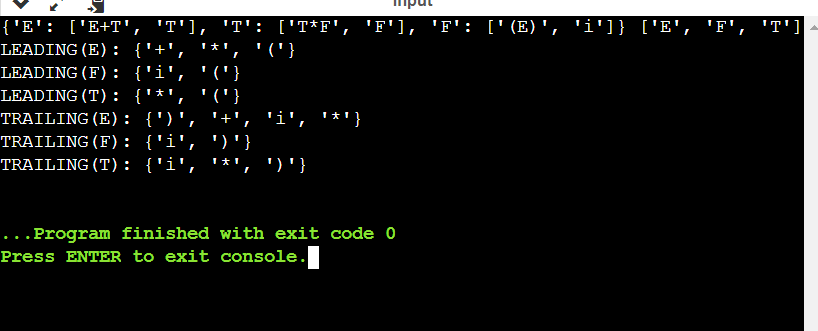 input
{'E': ['E+T', 'T'], 'T': ['T*F', 'F'], 'F': ['(E)', 'i']} ['E', 'F', 'T']
LEADING(E): {'+', '*', '('}
LEADING(F): {'i', '('}
LEADING(T): {'*', '('}
TRAILING(E): {')', '+', 'i', '*'}
TRAILING(F): {'i', ')'}
TRAILING(T): {'i', '*', ')'}
...Program finished with exit code 0
Press ENTER to exit console.